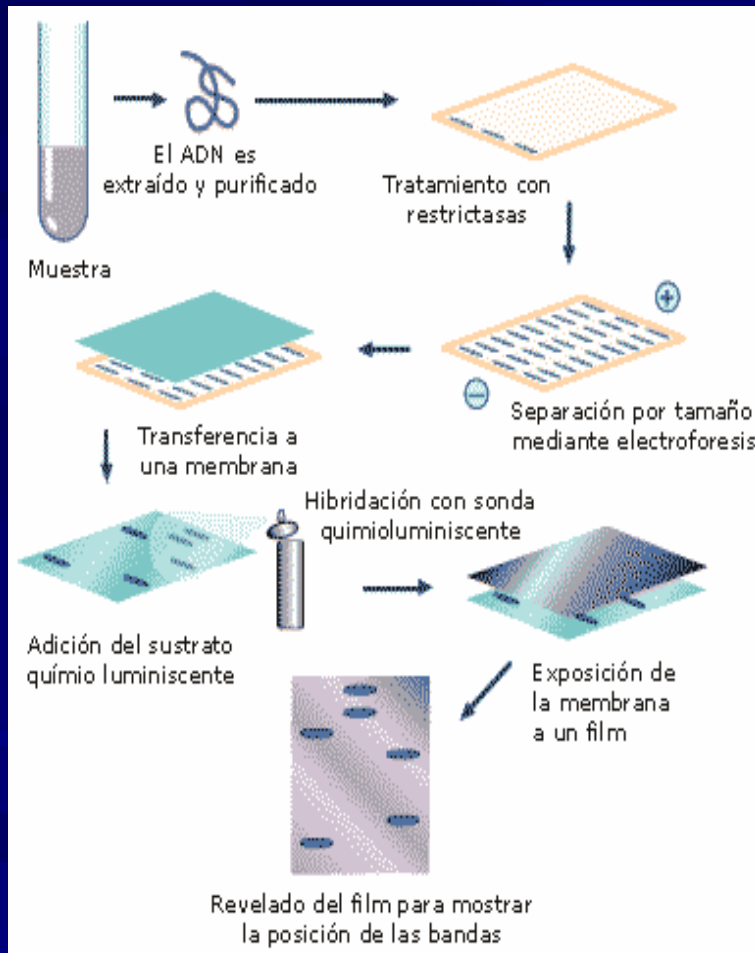 El ADN es
extraído y purificado
Muestra
Tratamiento con
restrictasas
+
−
Separación por tamaño
mediante electroforesis
Transferencia a
una membrana
Hibridación con sonda
quimioluminiscente
Adición del sustrato
químio luminiscente
Exposición de
la membrana
a un film
Revelado del film para mostrar
la posición de las bandas